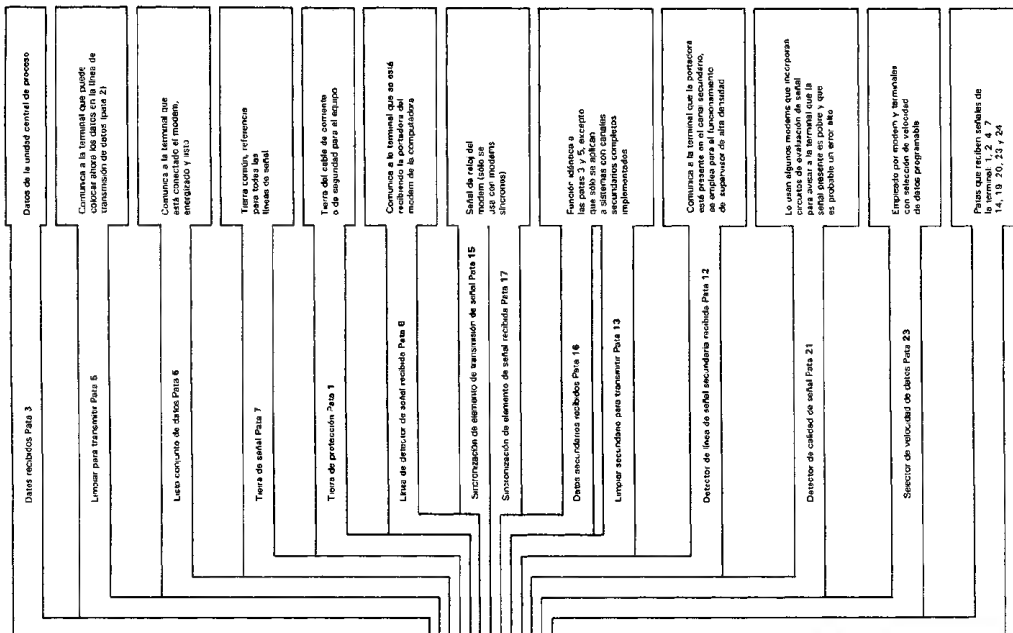 Datos de la unidad central de proceso
Comunica a la terminal que puede
colocar ahora los datos en la línea de
transmisión de datos (pata 2)
Comunica a la terminal que
está conectado el modem,
energizado y listo
Tierra común, referencia
para todas las
líneas de señal
Tierra del cable de corriente
o de seguridad para el equipo
Comunica a la terminal que se está
recibiendo la portadora del
modem de la computadora
Señal de reloj del
modem (sólo se
usa con modems
síncronos)
Función idéntica a
las patas 3 y 5, excepto
que sólo se aplican
a sistemas con canales
secundarios completos
implementados
Comunica a la terminal que la portadora
está presente en el canal secundario,
se emplea para el funcionamiento
de supervisor de alta densidad
Lo usan algunos modems que incorporan
circuitos de evaluación de señal
para avisar a la terminal que la
señal presente es pobre y que
es probable un error alto
Empleado por modem y terminales
con selección de velocidad
de datos programable
Patas que reciben señales de
la terminal 1, 2 4 7
14, 19 20, 23 y 24
Datos recibidos Pata 3
Limpiar para transmitir Pata 5
Listo conjunto de datos Pata 6
Tierra de señal Pata 7
Tierra de protección Pata 1
Línea de detector de señal recibida Pata 8
Sincronización de elemento de transmisión de señal Pata 15
Sincronización de elemento de señal recibida Pata 17
Datos secundarios recibidos Pata 16
Limpiar secundario para transmitir Pata 13
Detector de línea de señal secundaria recibida Pata 12
Detector de calidad de señal Pata 21
Selector de velocidad de datos Pata 23